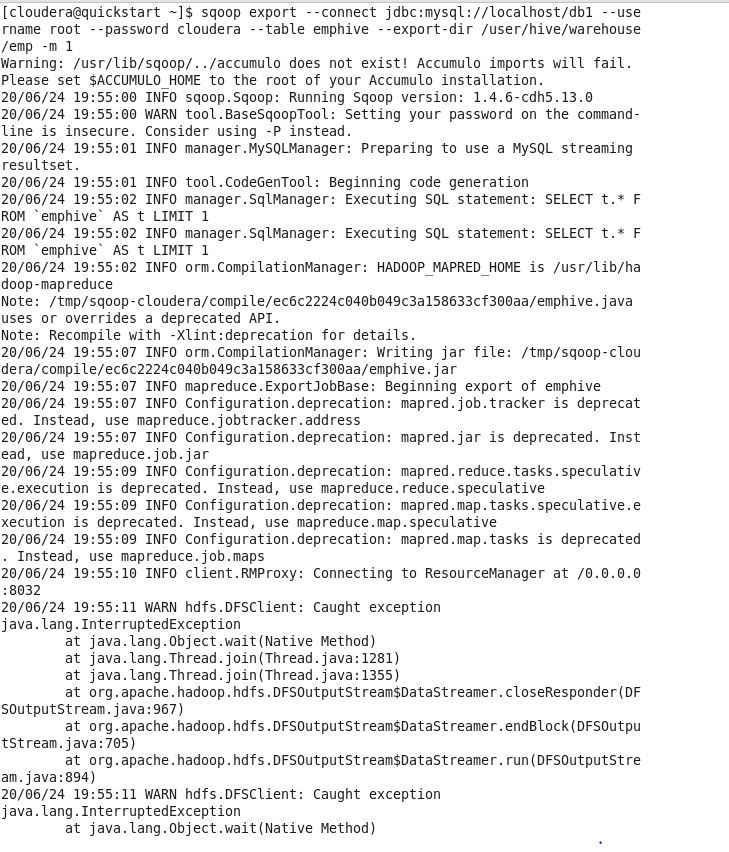 [cloudera@quickstart ~]$ sqoop export --connect jdbc:mysql://localhost/db1 --use
rname root --password cloudera --table emphive --export-dir /user/hive/warehouse
/emp -m 1
Warning: /usr/lib/sqoop/../accumulo does not exist! Accumulo imports will fail.
Please set $ACCUMULO_HOME to the root of your Accumulo installation.
20/06/24 19:55:00 INFO sqoop.Sqoop: Running Sqoop version: 1.4.6-cdh5.13.0
20/06/24 19:55:00 WARN tool.BaseSqoopTool: Setting your password on the command-
line is insecure. Consider using -P instead.
20/06/24 19:55:01 INFO manager.MySQLManager: Preparing to use a MySQL streaming
resultset.
20/06/24 19:55:01 INFO tool.CodeGenTool: Beginning code generation
20/06/24 19:55:02 INFO manager.SqlManager: Executing SQL statement: SELECT t.* F
ROM `emphive` AS t LIMIT 1
20/06/24 19:55:02 INFO manager.SqlManager: Executing SQL statement: SELECT t.* F
ROM `emphive` AS t LIMIT 1
20/06/24 19:55:02 INFO orm.CompilationManager: HADOOP_MAPRED_HOME is /usr/lib/ha
doop-mapreduce
Note: /tmp/sqoop-cloudera/compile/ec6c2224c040b049c3a158633cf300aa/emphive.java
uses or overrides a deprecated API.
Note: Recompile with -Xlint:deprecation for details.
20/06/24 19:55:07 INFO orm.CompilationManager: Writing jar file: /tmp/sqoop-clou
dera/compile/ec6c2224c040b049c3a158633cf300aa/emphive.jar
20/06/24 19:55:07 INFO mapreduce.ExportJobBase: Beginning export of emphive
20/06/24 19:55:07 INFO Configuration.deprecation: mapred.job.tracker is deprecat
ed. Instead, use mapreduce.jobtracker.address
20/06/24 19:55:07 INFO Configuration.deprecation: mapred.jar is deprecated. Inst
ead, use mapreduce.job.jar
20/06/24 19:55:09 INFO Configuration.deprecation: mapred.reduce.tasks.speculativ
e.execution is deprecated. Instead, use mapreduce.reduce.speculative
20/06/24 19:55:09 INFO Configuration.deprecation: mapred.map.tasks.speculative.e
xecution is deprecated. Instead, use mapreduce.map.speculative
20/06/24 19:55:09 INFO Configuration.deprecation: mapred.map.tasks is deprecated
. Instead, use mapreduce.job.maps
20/06/24 19:55:10 INFO client.RMProxy: Connecting to ResourceManager at /0.0.0.0
:8032
20/06/24 19:55:11 WARN hdfs.DFSClient: Caught exception
java.lang.InterruptedException
        at java.lang.Object.wait(Native Method)
        at java.lang.Thread.join(Thread.java:1281)
        at java.lang.Thread.join(Thread.java:1355)
        at org.apache.hadoop.hdfs.DFSOutputStream$DataStreamer.closeResponder(DF
SOutputStream.java:967)
        at org.apache.hadoop.hdfs.DFSOutputStream$DataStreamer.endBlock(DFSOutpu
tStream.java:705)
        at org.apache.hadoop.hdfs.DFSOutputStream$DataStreamer.run(DFSOutputStre
am.java:894)
20/06/24 19:55:11 WARN hdfs.DFSClient: Caught exception
java.lang.InterruptedException
        at java.lang.Object.wait(Native Method)